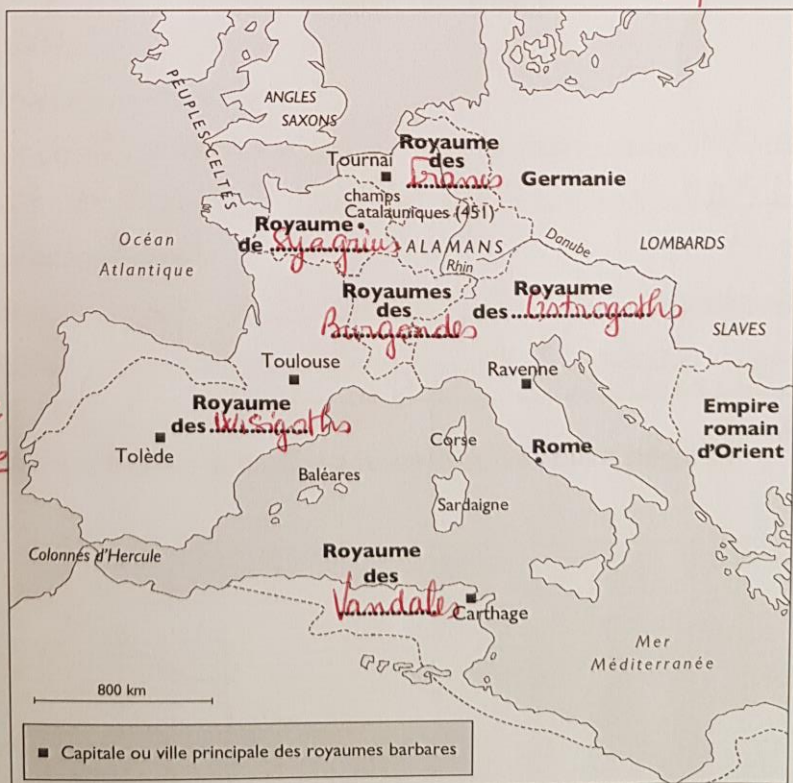 PEUPLES CELTES
ANGLES
SAXONS
Royaume
des
Francs
Tournai
Germanie
champs
Catalauniques (451)
Royaume
de Syagrius
ALAMANS
Danube
LOMBARDS
Rhin
Océan
Atlantique
Royaumes
des
Burgondes
Royaume
des Ostrogoths
SLAVES
Toulouse
Ravenne
Royaume
des Wisigoths
Tolède
Corse
Rome
Empire
romain
d'Orient
Baléares
Sardaigne
Colonnes d'Hercule
Royaume
des
Vandales
Carthage
Mer
Méditerranée
800 km
Capitale ou ville principale des royaumes barbares